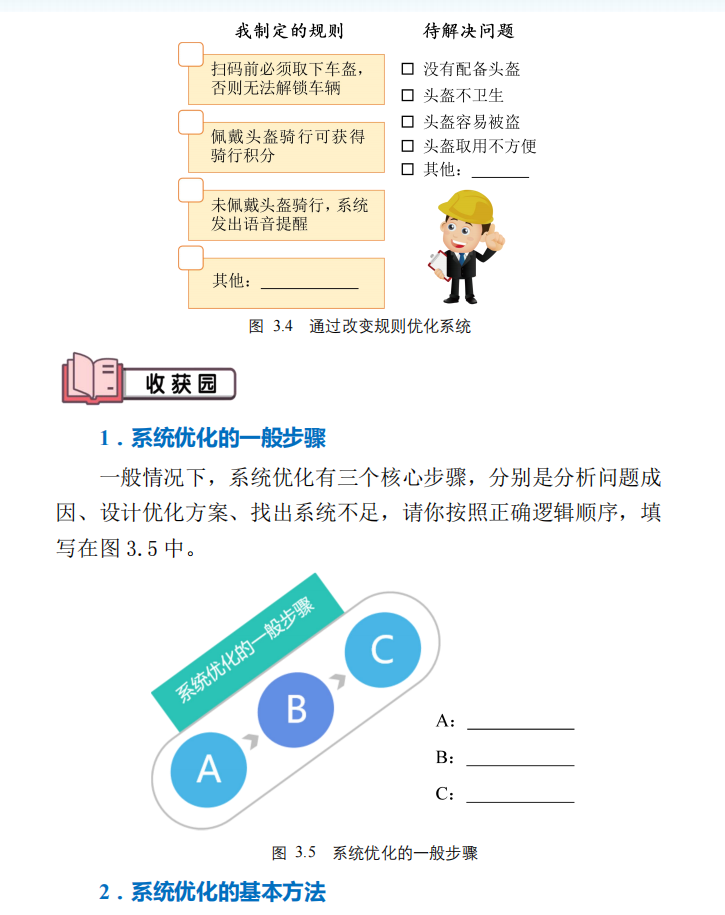 我制定的规则
待解决问题
扫码前必须取下车盔，
否则无法解锁车辆
佩戴头盔骑行可获得
骑行积分
未佩戴头盔骑行，系统
发出语音提醒
其他：
没有配备头盔
头盔不卫生
头盔容易被盗
头盔取用不方便
其他：
图 3.4 通过改变规则优化系统
收获园
1．系统优化的一般步骤
一般情况下，系统优化有三个核心步骤，分别是分析问题成
因、设计优化方案、找出系统不足，请你按照正确逻辑顺序，填
写在图 3.5 中。
系统优化的一般步骤
A
B
C
A：
B：
C：
图 3.5 系统优化的一般步骤
2．系统优化的基本方法